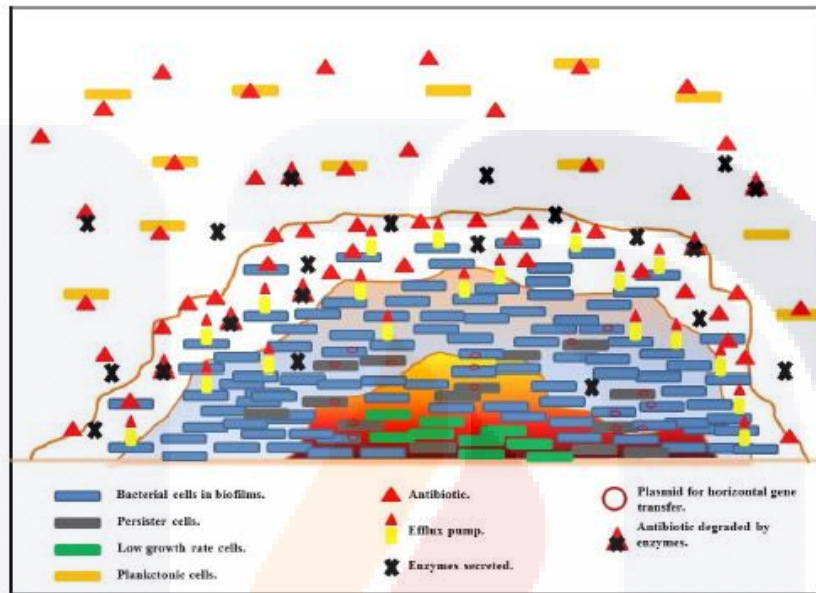 Bacterial cells in biofilms.
Persister cells.
Low growth rate cells.
Planktonic cells.
Antibiotic.
Efflux pump.
Enzymes secreted.
Plasmid for horizontal gene
transfer.
Antibiotic degraded by
enzymes.